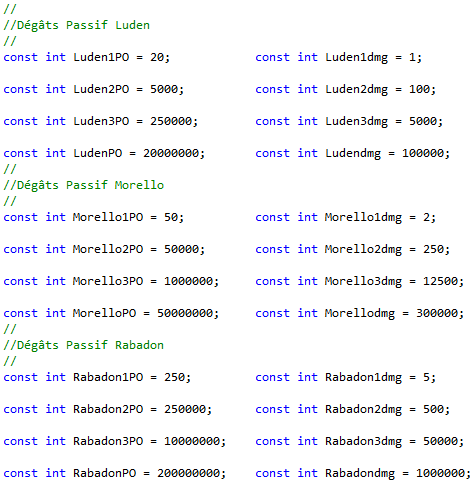 //
//Dégâts Passif Luden
//
const int Luden1PO = 20; const int Luden1dmg = 1;
const int Luden2PO = 5000; const int Luden2dmg = 100;
const int Luden3PO = 250000; const int Luden3dmg = 5000;
const int LudenPO = 20000000; const int Ludendmg = 100000;
//
//Dégâts Passif Morello
//
const int Morello1PO = 50; const int Morello1dmg = 2;
const int Morello2PO = 50000; const int Morello2dmg = 250;
const int Morello3PO = 1000000; const int Morello3dmg = 12500;
const int MorelloPO = 50000000; const int Morellodmg = 300000;
//
//Dégâts Passif Rabadon
//
const int Rabadon1PO = 250; const int Rabadon1dmg = 5;
const int Rabadon2PO = 250000; const int Rabadon2dmg = 500;
const int Rabadon3PO = 10000000; const int Rabadon3dmg = 50000;
const int RabadonPO = 200000000; const int Rabadondmg = 1000000;